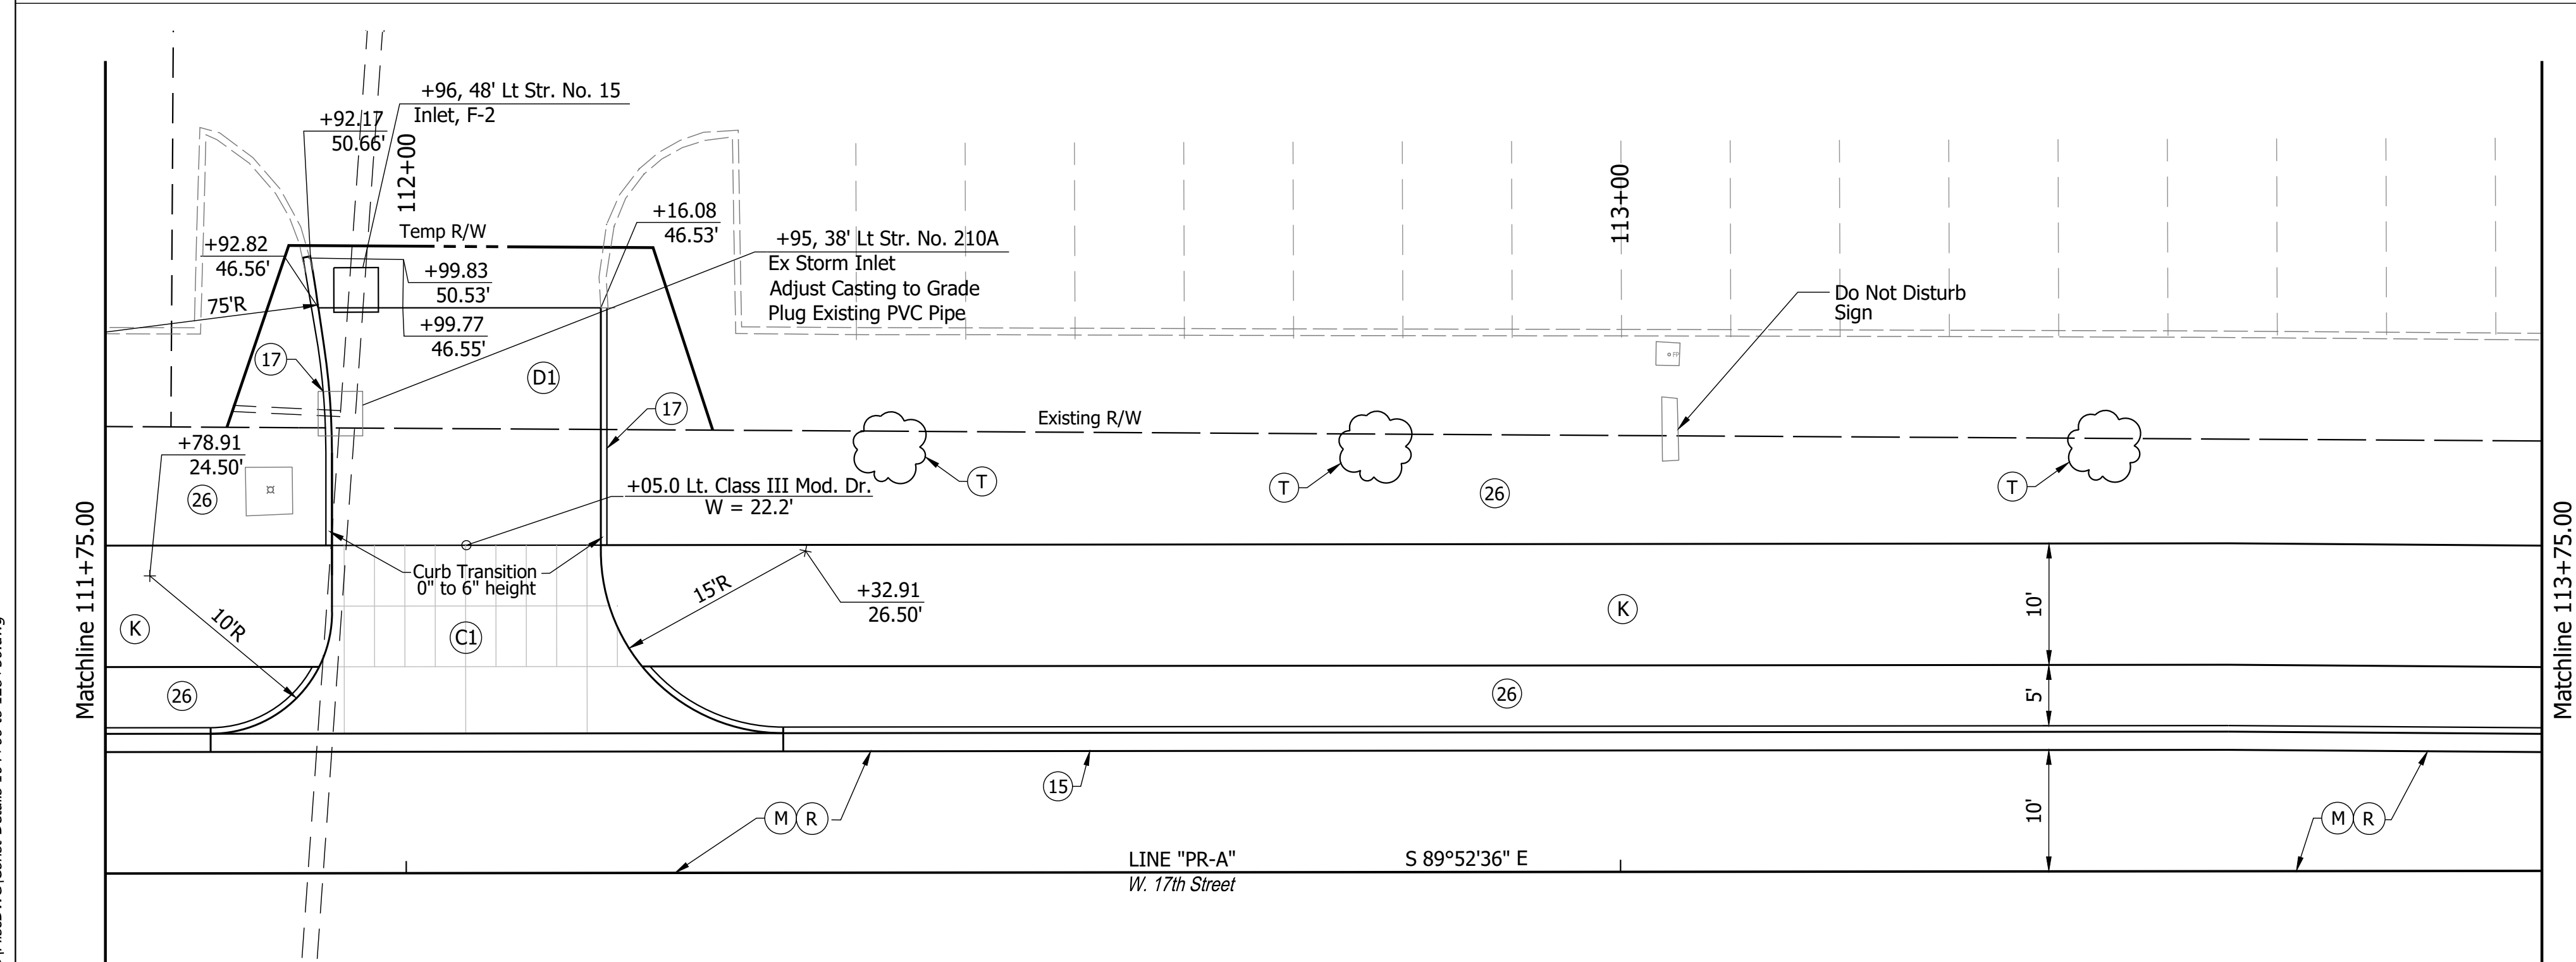 +96, 48' Lt Str. No. 15
Inlet, F-2
+92.17
50.66'
112+00
113+00
Temp R/W
+16.08
46.53'
+95, 38' Lt Str. No. 210A
Ex Storm Inlet
Adjust Casting to Grade
Plug Existing PVC Pipe
+92.82
46.56'
+99.83
50.53'
75'R
+99.77
46.55'
Do Not Disturb
Sign
FP
17
D1
17
Existing R/W
+78.91
24.50'
T
T
T
26
26
+05.0 Lt. Class III Mod. Dr.
W = 22.2'
Matchline 111+75.00
Matchline 113+75.00
Curb Transition
0" to 6" height
15'R
+32.91
26.50'
10'R
K
C1
K
10'
26
26
5'
15
M R
M R
10'
LINE "PR-A"
S 89°52'36" E
W. 17th Street